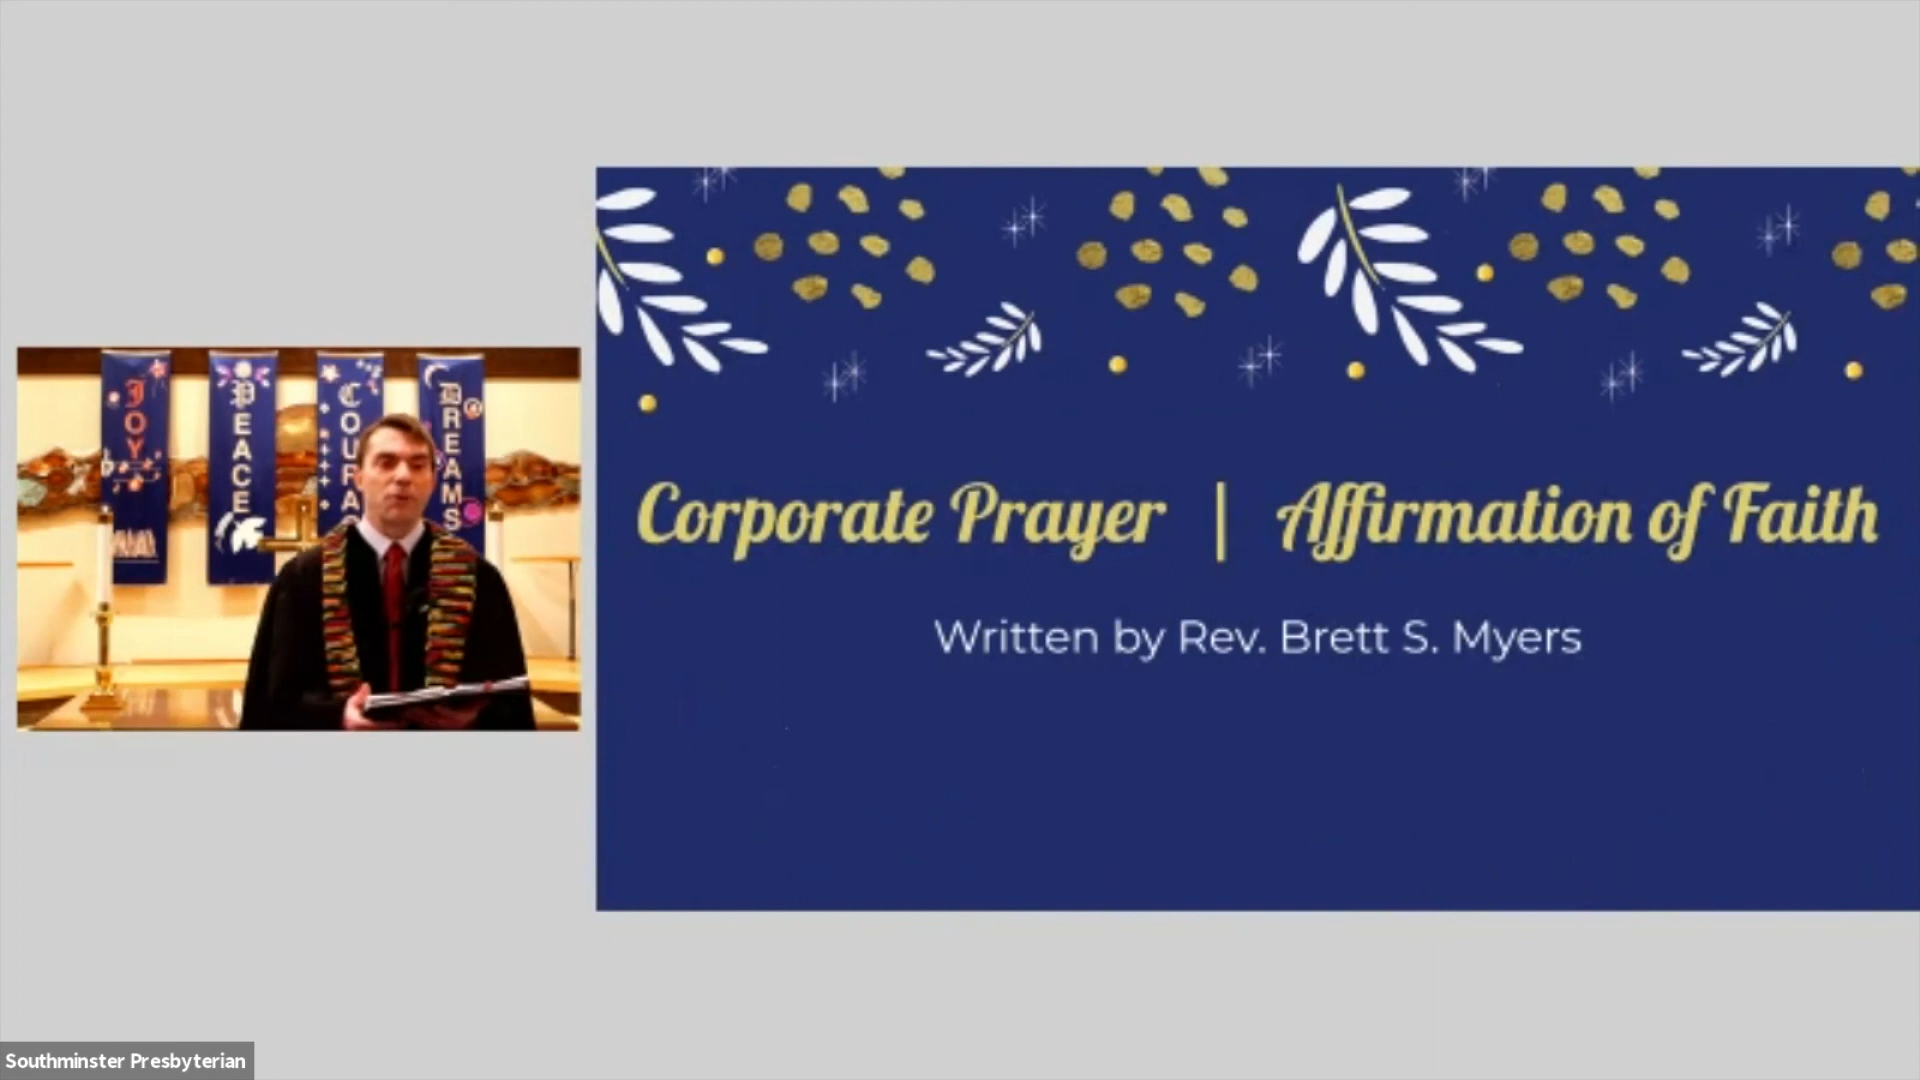 JOY
PEACE
COURA
DREAMS
Corporate Prayer | Affirmation of Faith
Written by Rev. Brett S. Myers
Southminster Presbyterian